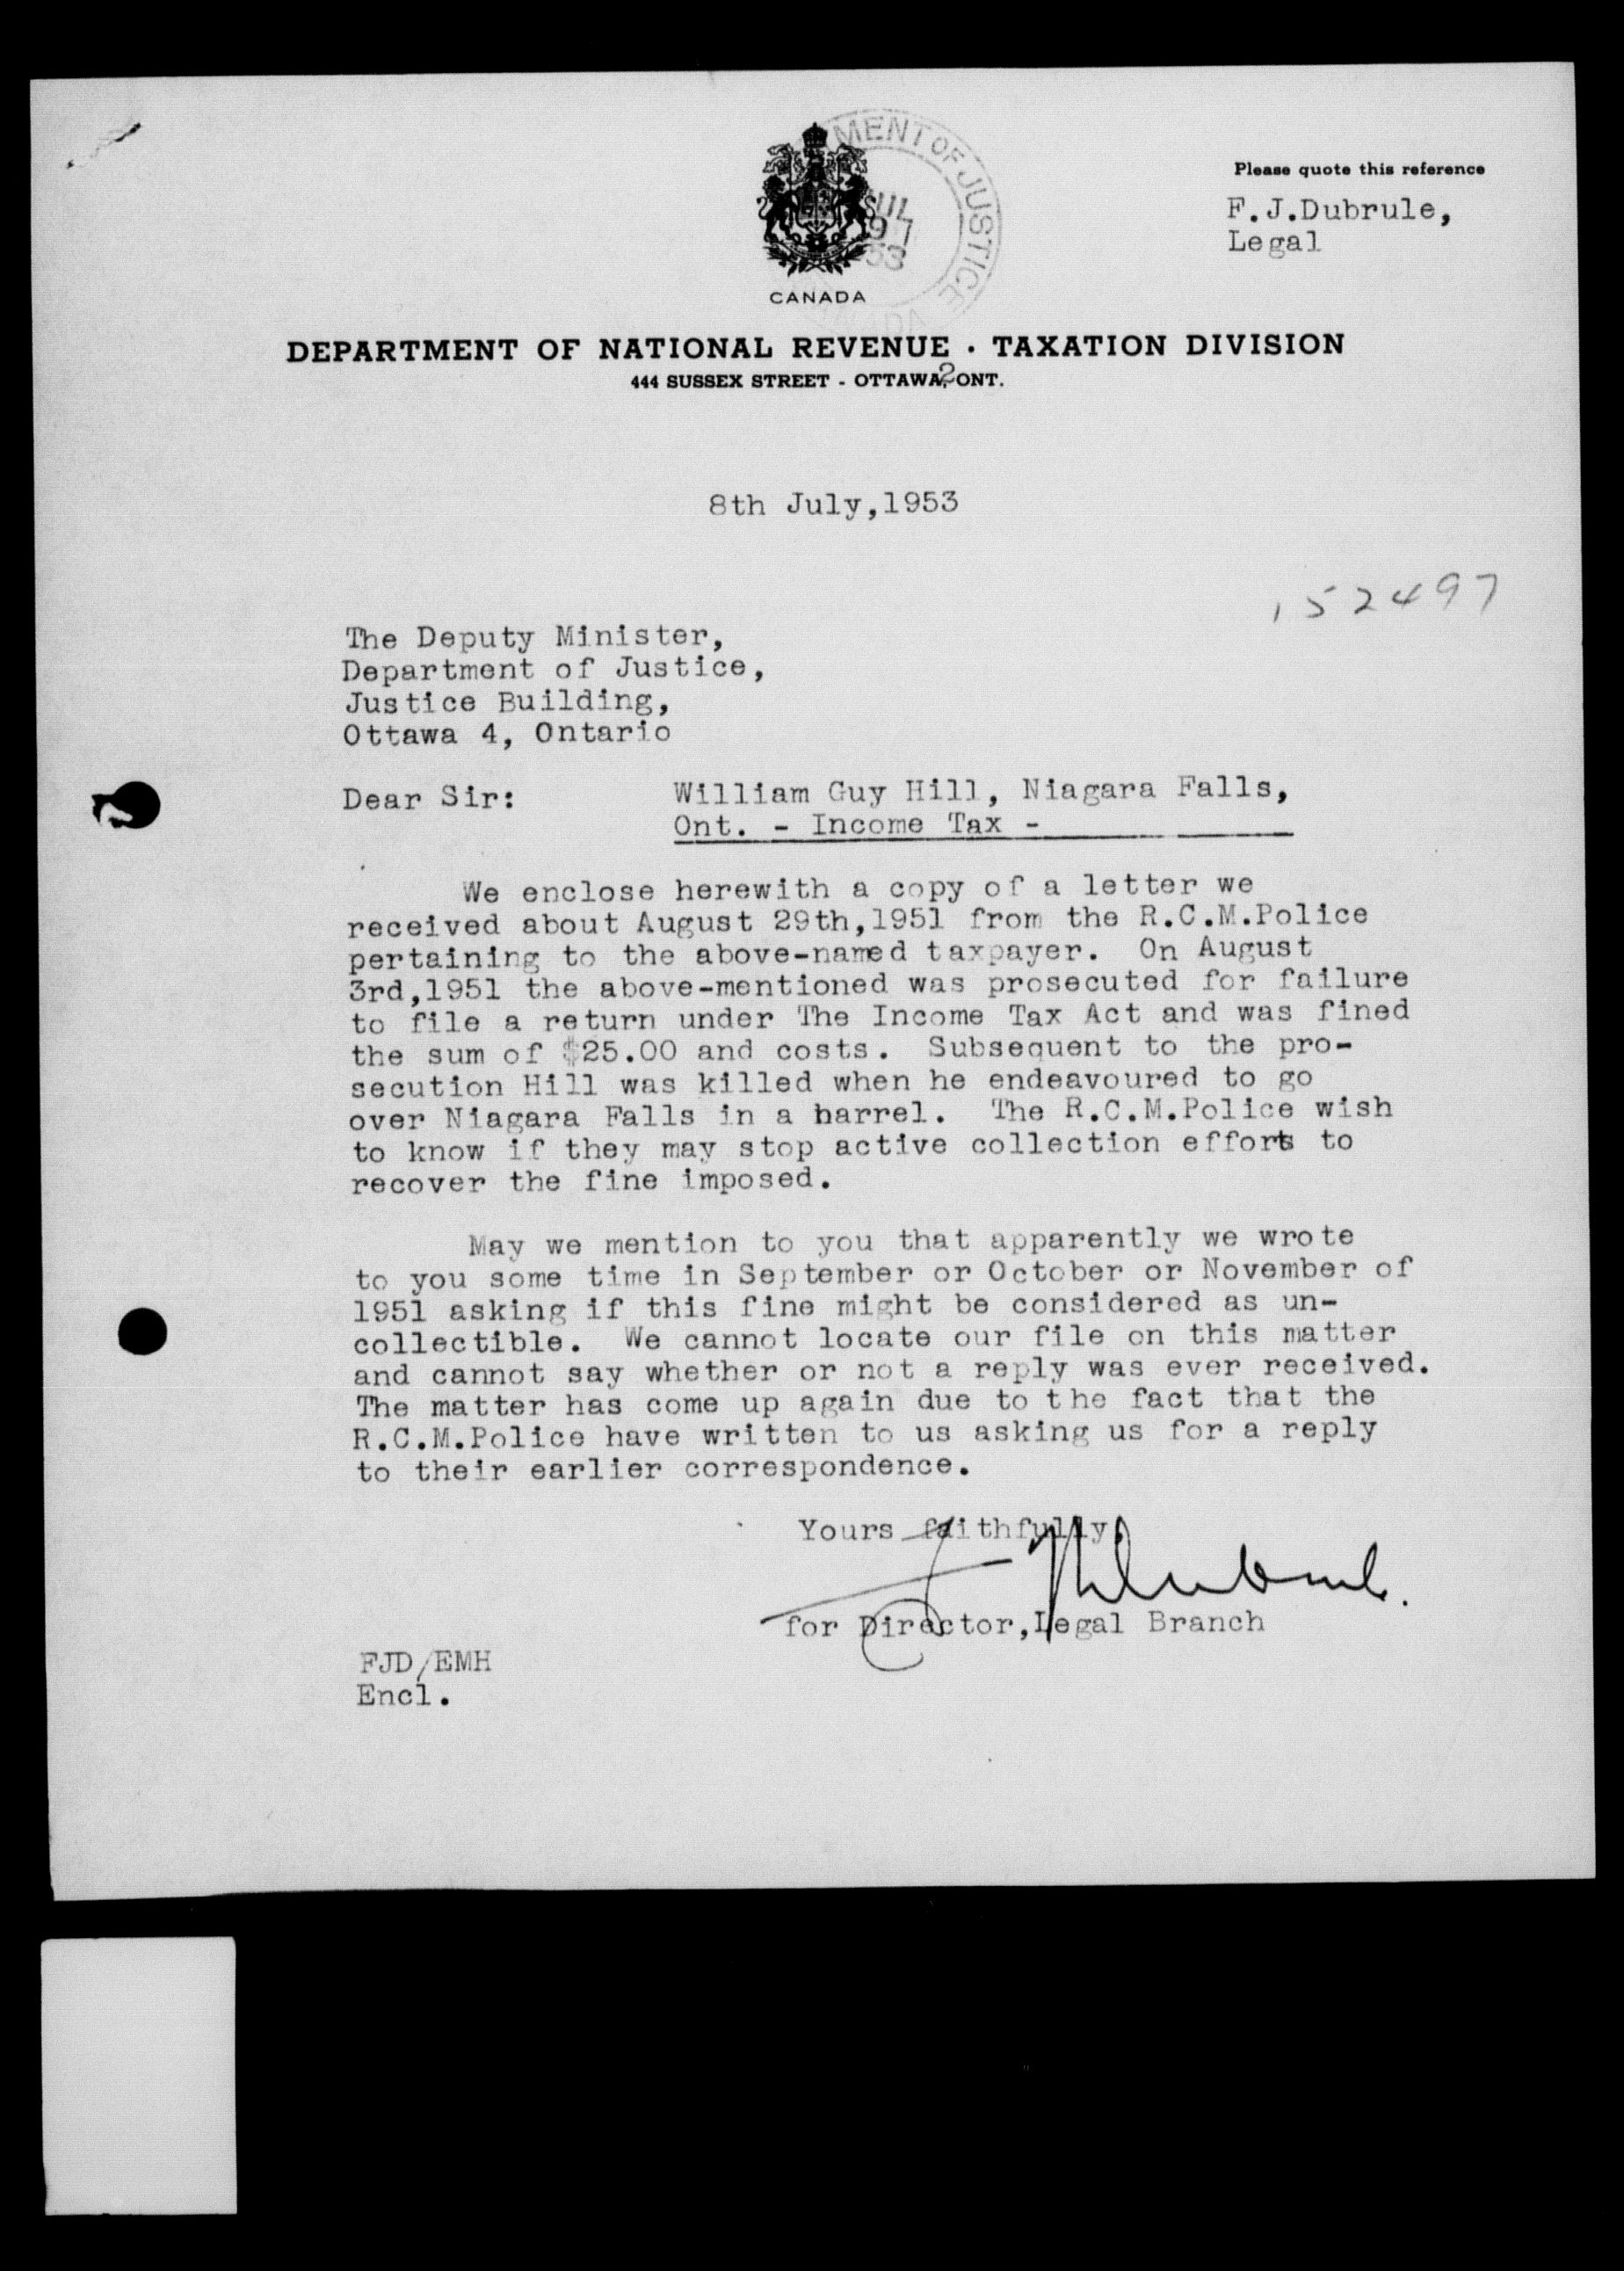 MENT OF JUSTICE
JUL
9
53
Please quote this reference
F.J.Dubrule,
Legal
CANADA
DEPARTMENT OF NATIONAL REVENUE · TAXATION DIVISION
444 SUSSEX STREET - OTTAWA, 2 ONT.
8th July,1953
152497
The Deputy Minister,
Department of Justice,
Justice Building,
Ottawa 4, Ontario
Dear Sir: William Guy Hill, Niagara Falls,
Ont. - Income Tax -
We enclose herewith a copy of a letter we
received about August 29th,1951 from the R.C.M.Police
pertaining to the above-named taxpayer. On August
3rd,1951 the above-mentioned was prosecuted for failure
to file a return under The Income Tax Act and was fined
the sum of $25.00 and costs. Subsequent to the pro-
secution Hill was killed when he endeavoured to go
over Niagara Falls in a barrel. The R.C.M.Police wish
to know if they may stop active collection efforts to
recover the fine imposed.
May we mention to you that apparently we wrote
to you some time in September or October or November of
1951 asking if this fine might be considered as un-
collectible. We cannot locate our file on this matter
and cannot say whether or not a reply was ever received.
The matter has come up again due to the fact that the
R.C.M.Police have written to us asking us for a reply
to their earlier correspondence.
Yours faithfully,
F J Dubrule.
for Director,Legal Branch
FJD/EMH
Encl.